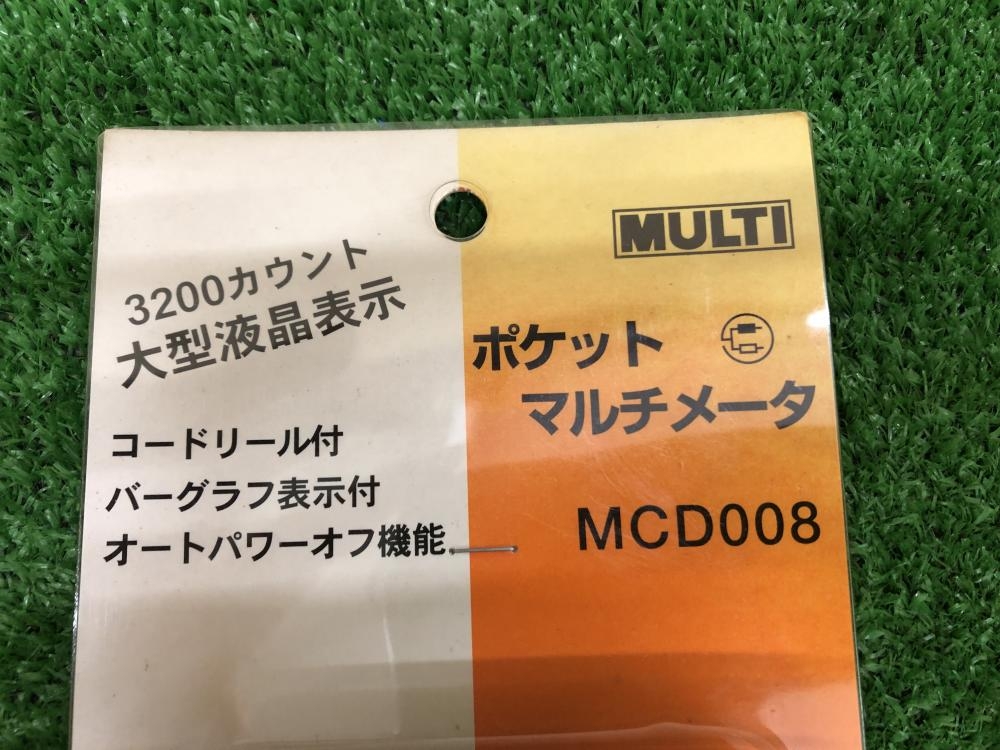 3200カウント
大型液晶表示
コードリール付
バーグラフ表示付
オートパワーオフ機能
MULTI
ポケット
マルチメータ
MCD008